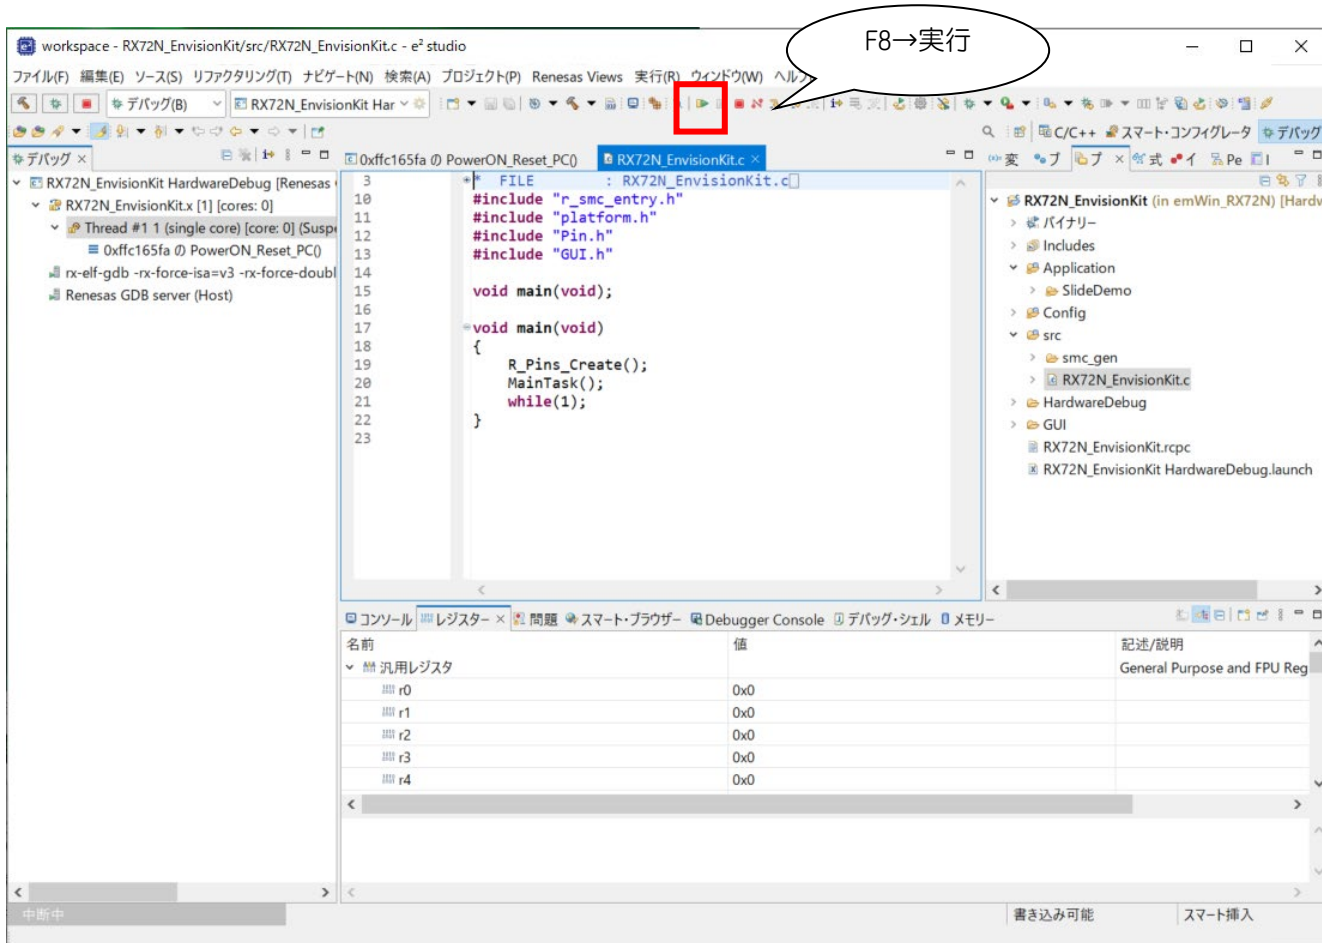 F8→実行
workspace - RX72N_EnvisionKit/src/RX72N_EnvisionKit.c - e² studio
ファイル(F) 編集(E) ソース(S) リファクタリング(T) ナビゲート(N) 検索(A) プロジェクト(P) Renesas Views 実行(R) ウィンドウ(W) ヘル
デバッグ(B) RX72N_EnvisionKit Har
C/C++ スマート・コンフィグレータ デバッグ
デバッグ 0xffc165fa の PowerON_Reset_PC() RX72N_EnvisionKit.c 変 ブ プ 式 イ Pe I
RX72N_EnvisionKit HardwareDebug [Renesas
RX72N_EnvisionKit.x [1] [cores: 0]
Thread #1 1 (single core) [core: 0] (Suspe
0xffc165fa の PowerON_Reset_PC()
rx-elf-gdb -rx-force-isa=v3 -rx-force-doubl
Renesas GDB server (Host)
3 * FILE : RX72N_EnvisionKit.c
10 #include "r_smc_entry.h"
11 #include "platform.h"
12 #include "Pin.h"
13 #include "GUI.h"
14
15 void main(void);
16
17 void main(void)
18 {
19 R_Pins_Create();
20 MainTask();
21 while(1);
22 }
23
RX72N_EnvisionKit (in emWin_RX72N) [Hardw
バイナリー
Includes
Application
SlideDemo
Config
src
smc_gen
RX72N_EnvisionKit.c
HardwareDebug
GUI
RX72N_EnvisionKit.rcpc
RX72N_EnvisionKit HardwareDebug.launch
コンソール レジスター 問題 スマート・ブラウザー Debugger Console デバッグ・シェル メモリー
名前 値 記述/説明
汎用レジスタ General Purpose and FPU Reg
r0 0x0
r1 0x0
r2 0x0
r3 0x0
r4 0x0
中断中 書き込み可能 スマート挿入